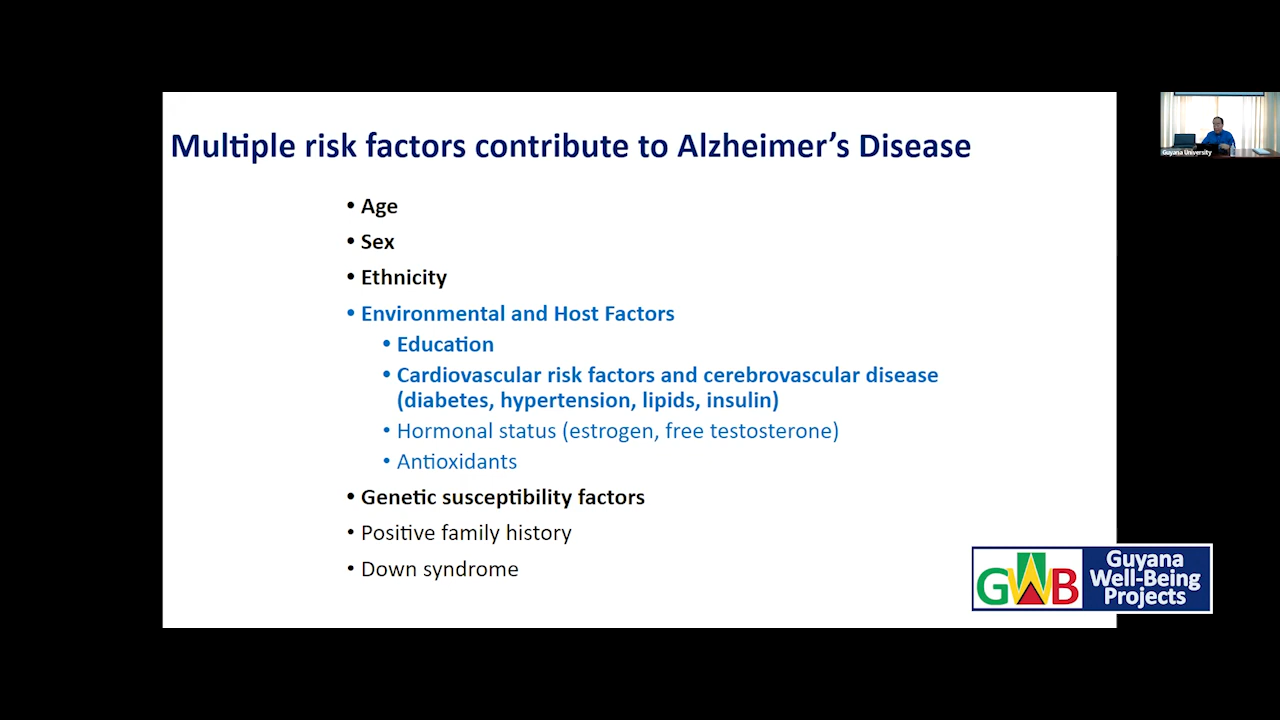 Multiple risk factors contribute to Alzheimer's Disease
• Age
• Sex
• Ethnicity
• Environmental and Host Factors
• Education
• Cardiovascular risk factors and cerebrovascular disease
(diabetes, hypertension, lipids, insulin)
• Hormonal status (estrogen, free testosterone)
• Antioxidants
• Genetic susceptibility factors
• Positive family history
• Down syndrome
GWB
Guyana
Well-Being
Projects
Guyana University